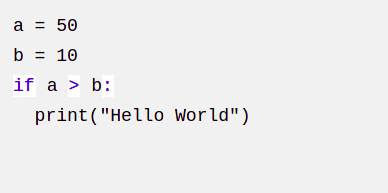 a = 50
b = 10
if a > b:
  print("Hello World")